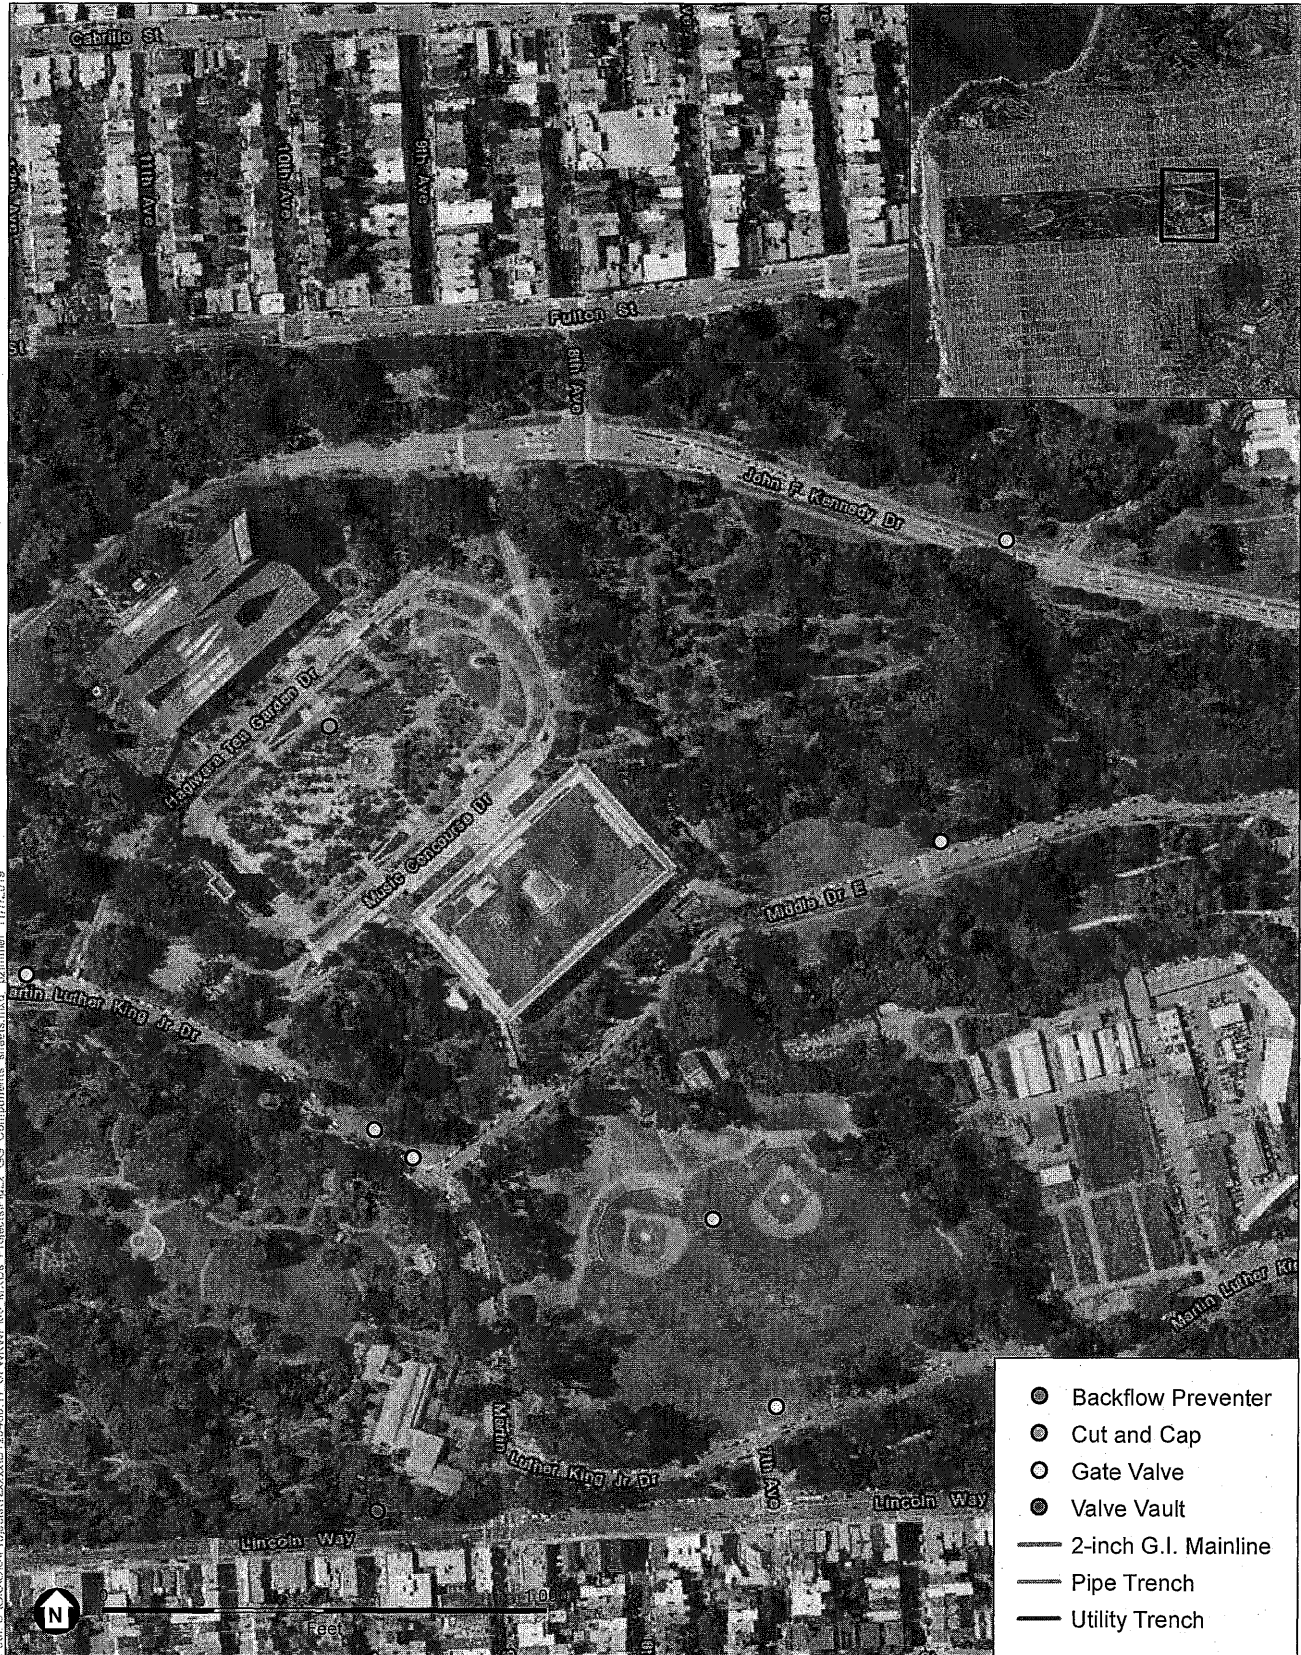 Cabrillo St
11th Ave
10th Ave
9th Ave
Fulton St
8th Ave
John F Kennedy Dr
Hagiwara Tea Garden Dr
Music Concourse Dr
Middle Dr E
Martin Luther King Jr Dr
Martin Luther Kin
Martin
Luther King Jr Dr
7th Ave
Lincoln Way
Lincoln Way
N
0
Feet
Backflow Preventer
Cut and Cap
Gate Valve
Valve Vault
2-inch G.I. Mainline
Pipe Trench
Utility Trench